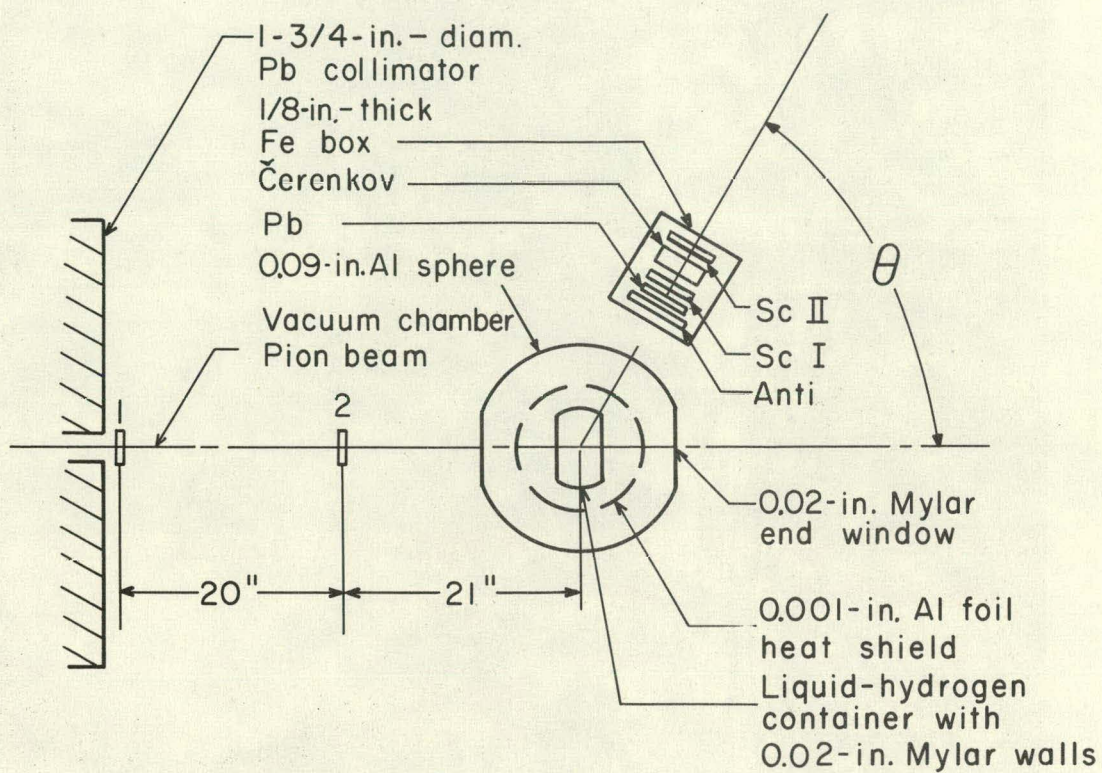 1-3/4-in.- diam.
Pb collimator
1/8-in.-thick
Fe box
Čerenkov
Pb
0.09-in. Al sphere
Vacuum chamber
Pion beam
1
2
θ
Sc II
Sc I
Anti
0.02-in. Mylar
end window
20"
21"
0.001-in. Al foil
heat shield
Liquid-hydrogen
container with
0.02-in. Mylar walls